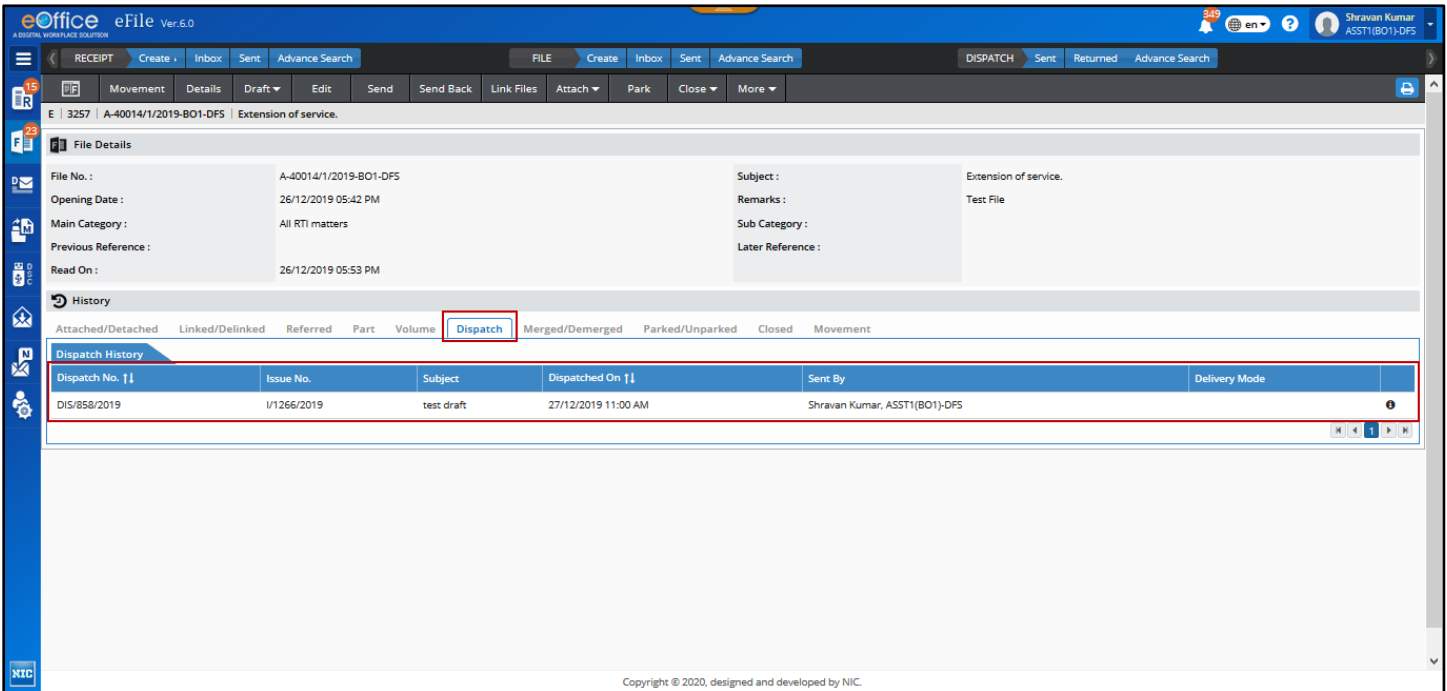 eOffice eFile Ver.6.0
A DIGITAL WORKPLACE SOLUTION
349 en ? Shravan Kumar
ASST1(BO1)-DFS
RECEIPT Create Inbox Sent Advance Search FILE Create Inbox Sent Advance Search DISPATCH Sent Returned Advance Search
15 R
F Movement Details Draft Edit Send Send Back Link Files Attach Park Close More
E | 3257 | A-40014/1/2019-BO1-DFS | Extension of service.
23 F
F File Details
File No. : A-40014/1/2019-BO1-DFS Subject : Extension of service.
D
Opening Date : 26/12/2019 05:42 PM Remarks : Test File
M
Main Category : All RTI matters Sub Category :
Previous Reference : Later Reference :
DSC
Read On : 26/12/2019 05:53 PM
History
Attached/Detached Linked/Delinked Referred Part Volume Dispatch Merged/Demerged Parked/Unparked Closed Movement
N
Dispatch History
Dispatch No. Issue No. Subject Dispatched On Sent By Delivery Mode
DIS/858/2019 I/1266/2019 test draft 27/12/2019 11:00 AM Shravan Kumar, ASST1(BO1)-DFS
1
NIC
Copyright © 2020, designed and developed by NIC.